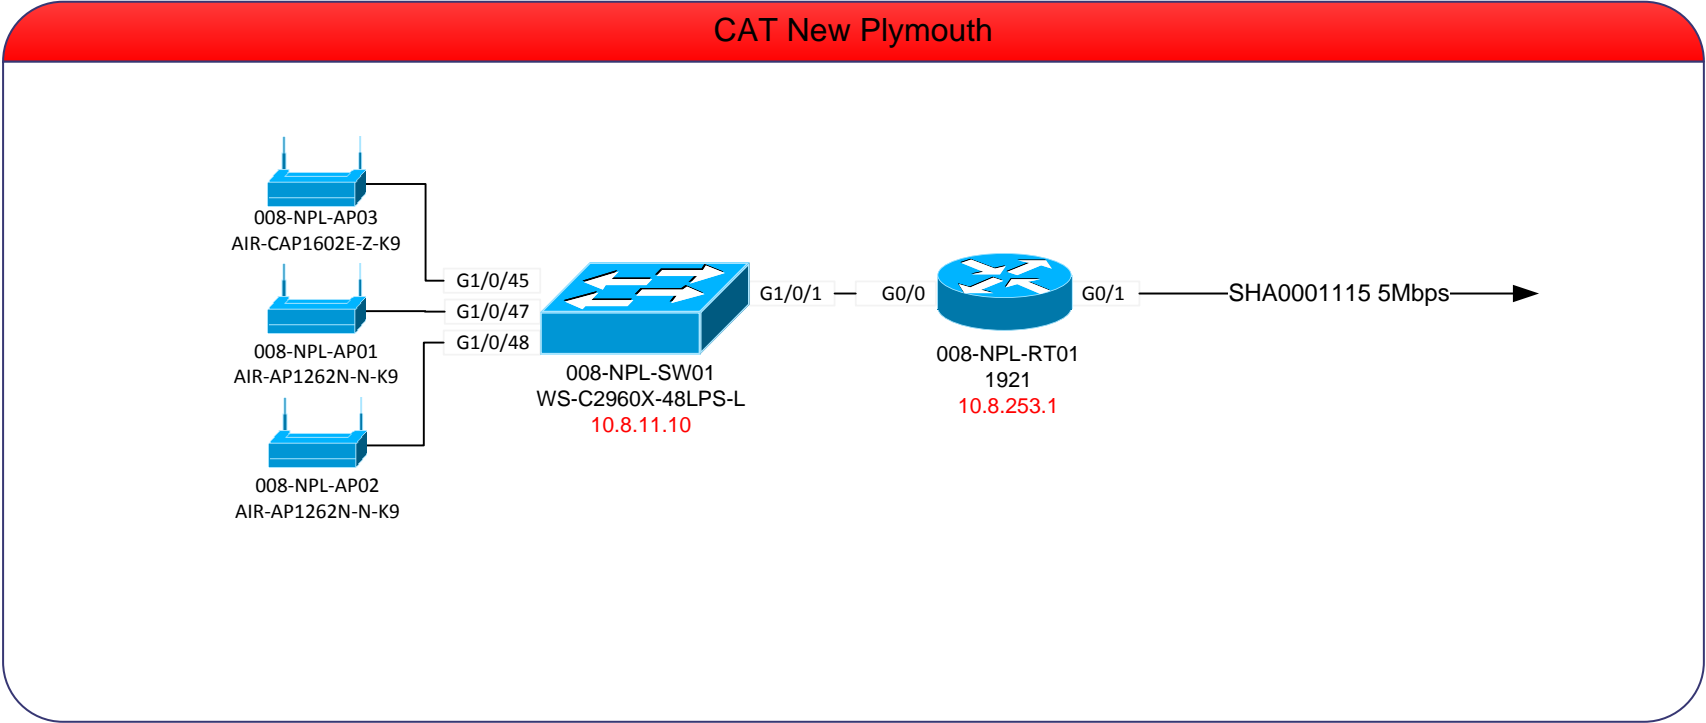 CAT New Plymouth
008-NPL-AP03
AIR-CAP1602E-Z-K9
008-NPL-AP01
AIR-AP1262N-N-K9
008-NPL-AP02
AIR-AP1262N-N-K9
G1/0/45
G1/0/47
G1/0/48
008-NPL-SW01
WS-C2960X-48LPS-L
10.8.11.10
G1/0/1
G0/0
008-NPL-RT01
1921
10.8.253.1
G0/1
SHA0001115 5Mbps